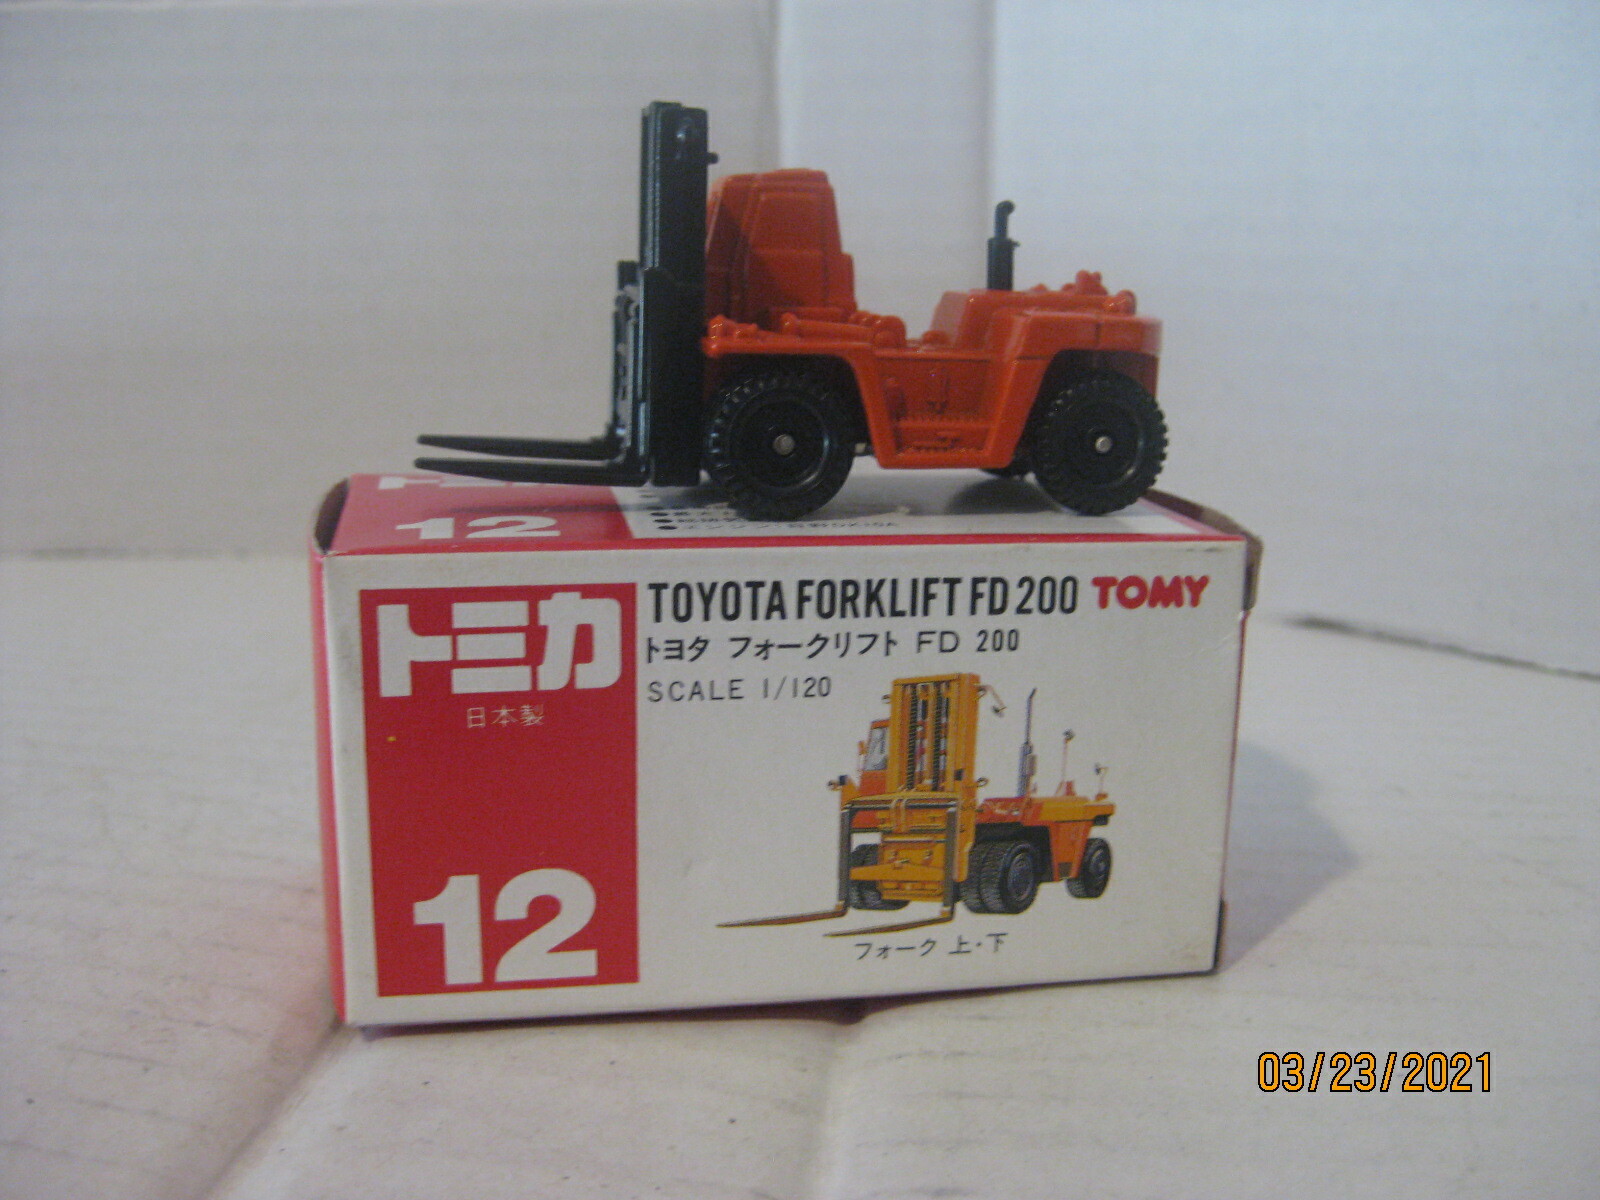 12
TOYOTA FORKLIFT FD 200 TOMY
トミカ
トヨタ フォークリフト FD 200
SCALE 1/120
日本製
12
フォーク 上・下
03/23/2021